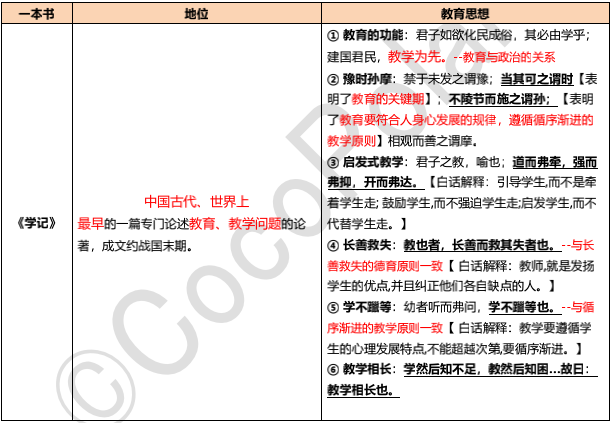 一本书
地位
教育思想
《学记》
中国古代、世界上
最早的一篇专门论述教育、教学问题的论
著，成文约战国末期。
① 教育的功能：君子如欲化民成俗，其必由学乎；
建国君民，教学为先。--教育与政治的关系
② 豫时孙摩：禁于未发之谓豫；当其可之谓时【表
明了教育的关键期】；不陵节而施之谓孙；【表明
了教育要符合人身心发展的规律，遵循循序渐进的
教学原则】相观而善之谓摩。
③ 启发式教学：君子之教，喻也；道而弗牵，强而
弗抑，开而弗达。【白话解释：引导学生,而不是牵
着学生走; 鼓励学生,而不强迫学生走;启发学生,而不
代替学生走。】
④ 长善救失：教也者，长善而救其失者也。--与长
善救失的德育原则一致【 白话解释：教师,就是发扬
学生的优点,并且纠正他们各自缺点的人。】
⑤ 学不躐等：幼者听而弗问，学不躐等也。--与循
序渐进的教学原则一致【 白话解释：教学要遵循学
生的心理发展特点,不能超越次第,要循序渐进。】
⑥ 教学相长：学然后知不足，教然后知困...故曰：
教学相长也。
©CocoPolar